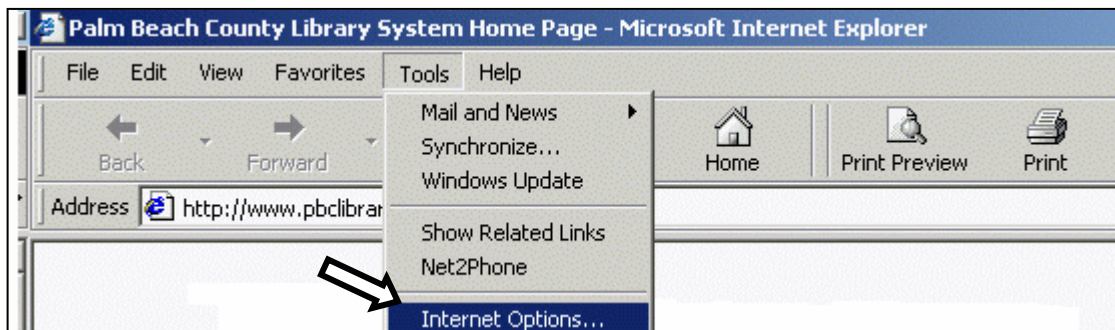 Palm Beach County Library System Home Page - Microsoft Internet Explorer
File Edit View Favorites Tools Help
Mail and News
Synchronize...
Windows Update
Show Related Links
Net2Phone
Internet Options...
Back Forward Home Print Preview Print
Address http://www.pbclibrar